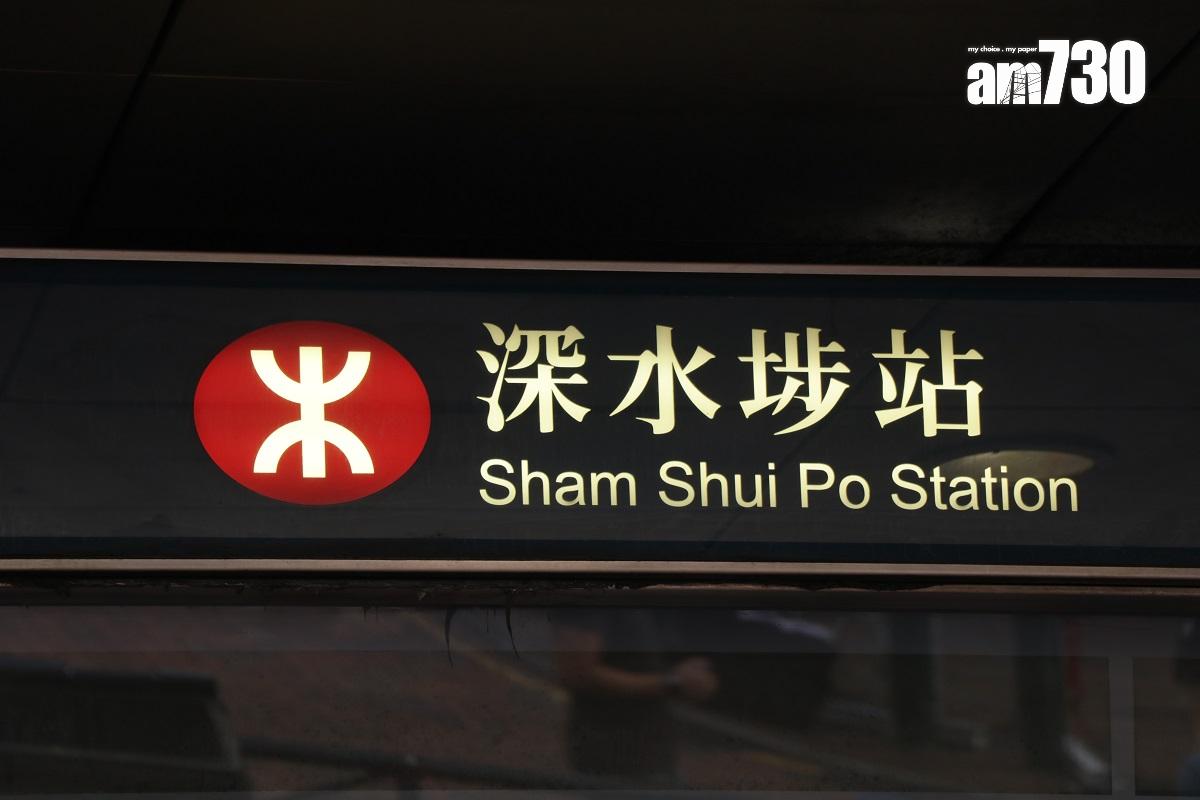 my choice . my paper
am730
深水埗站
Sham Shui Po Station